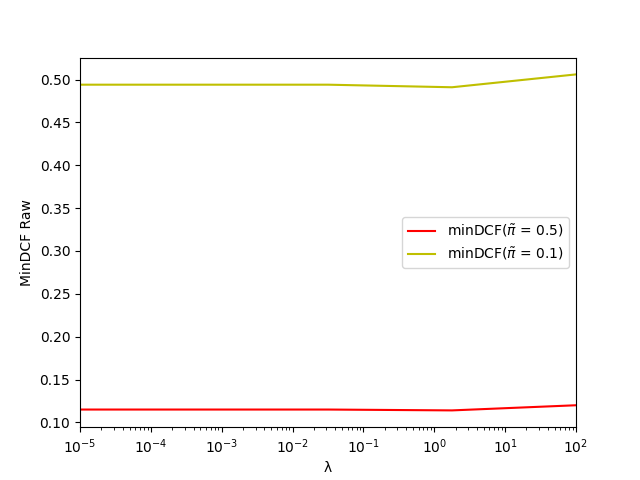 0.50
0.45
0.40
0.35
0.30
0.25
0.20
0.15
0.10
MinDCF Raw
minDCF(π̃ = 0.5)
minDCF(π̃ = 0.1)
10⁻⁵ 10⁻⁴ 10⁻³ 10⁻² 10⁻¹ 10⁰ 10¹ 10²
λ